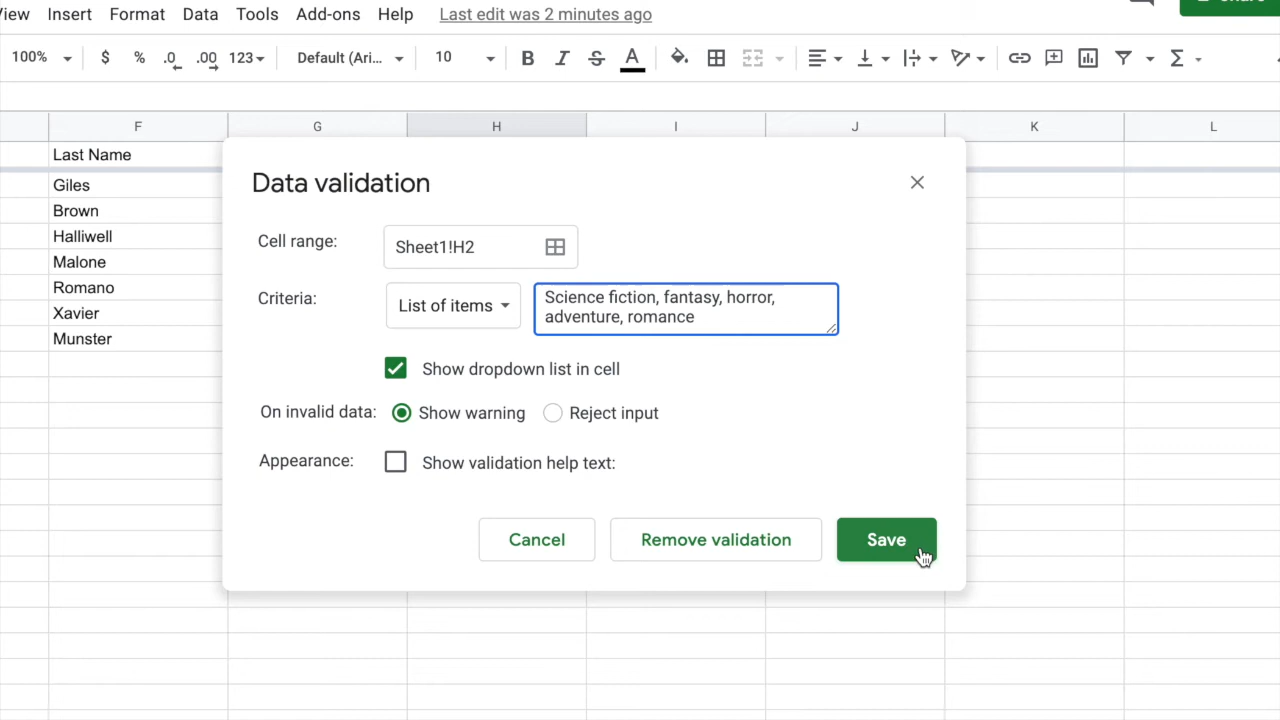 View Insert Format Data Tools Add-ons Help Last edit was 2 minutes ago
Share
100% $ % .0 .00 123 Default (Ari... 10 B I S A Σ
F G H I J K L
Last Name
Giles
Brown
Halliwell
Malone
Romano
Xavier
Munster
Data validation
Cell range: Sheet1!H2
Criteria: List of items Science fiction, fantasy, horror,
adventure, romance
Show dropdown list in cell
On invalid data: Show warning Reject input
Appearance: Show validation help text:
Cancel Remove validation Save